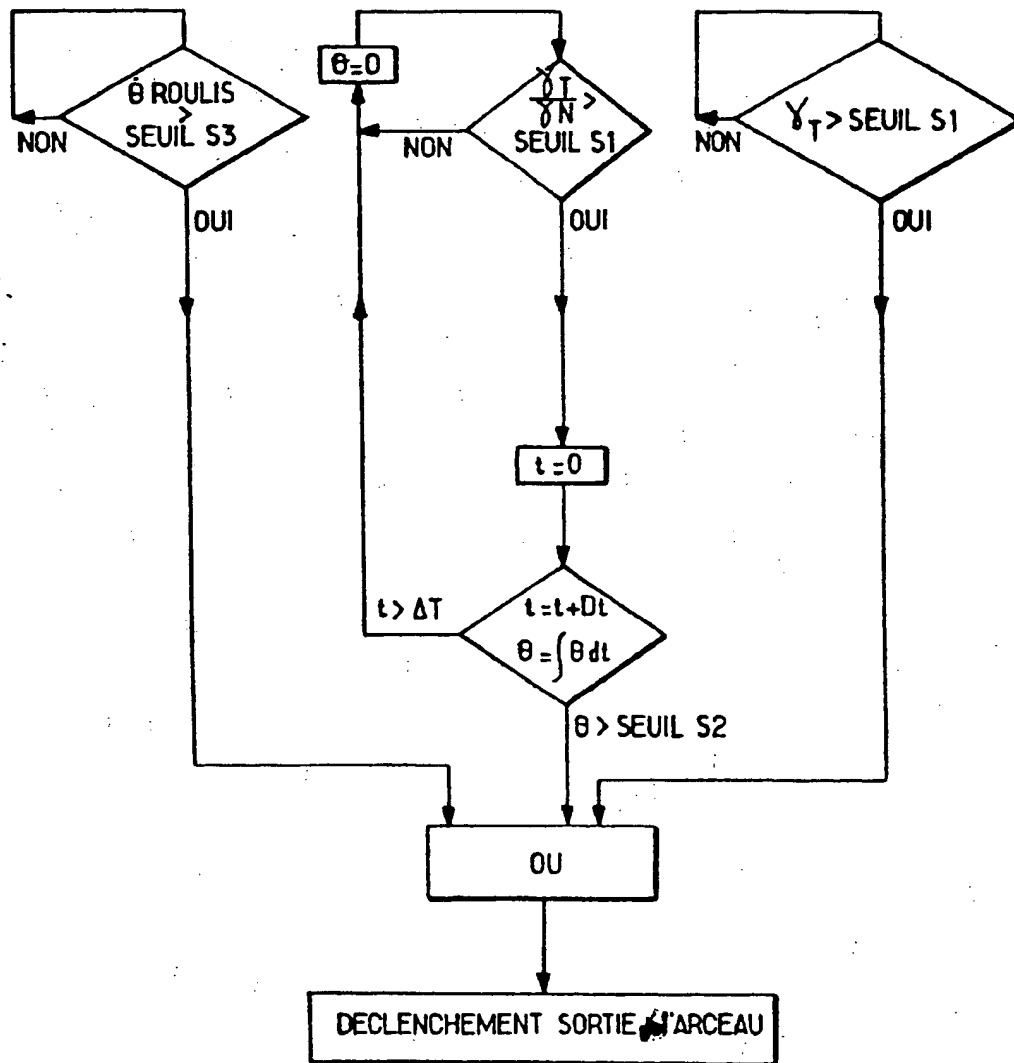 θ̇ ROULIS
>
SEUIL S3
NON
OUI
θ=0
γT
γN >
SEUIL S1
NON
OUI
γT > SEUIL S1
NON
OUI
t=0
t > ΔT
t=t+Dt
θ=∫θdt
θ > SEUIL S2
OU
DECLENCHEMENT SORTIE D'ARCEAU